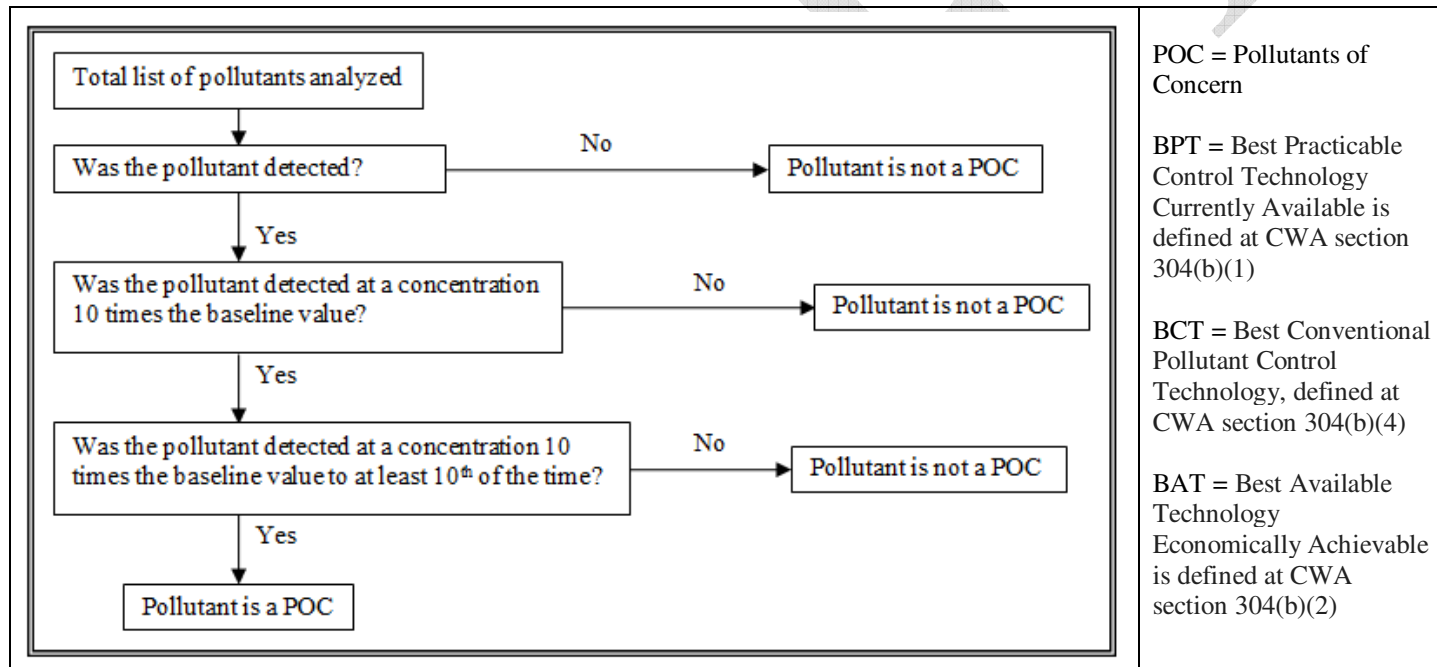 Total list of pollutants analyzed
Was the pollutant detected?
No
Pollutant is not a POC
Yes
Was the pollutant detected at a concentration
10 times the baseline value?
No
Pollutant is not a POC
Yes
Was the pollutant detected at a concentration 10
times the baseline value to at least 10th of the time?
No
Pollutant is not a POC
Yes
Pollutant is a POC
POC = Pollutants of
Concern
BPT = Best Practicable
Control Technology
Currently Available is
defined at CWA section
304(b)(1)
BCT = Best Conventional
Pollutant Control
Technology, defined at
CWA section 304(b)(4)
BAT = Best Available
Technology
Economically Achievable
is defined at CWA
section 304(b)(2)